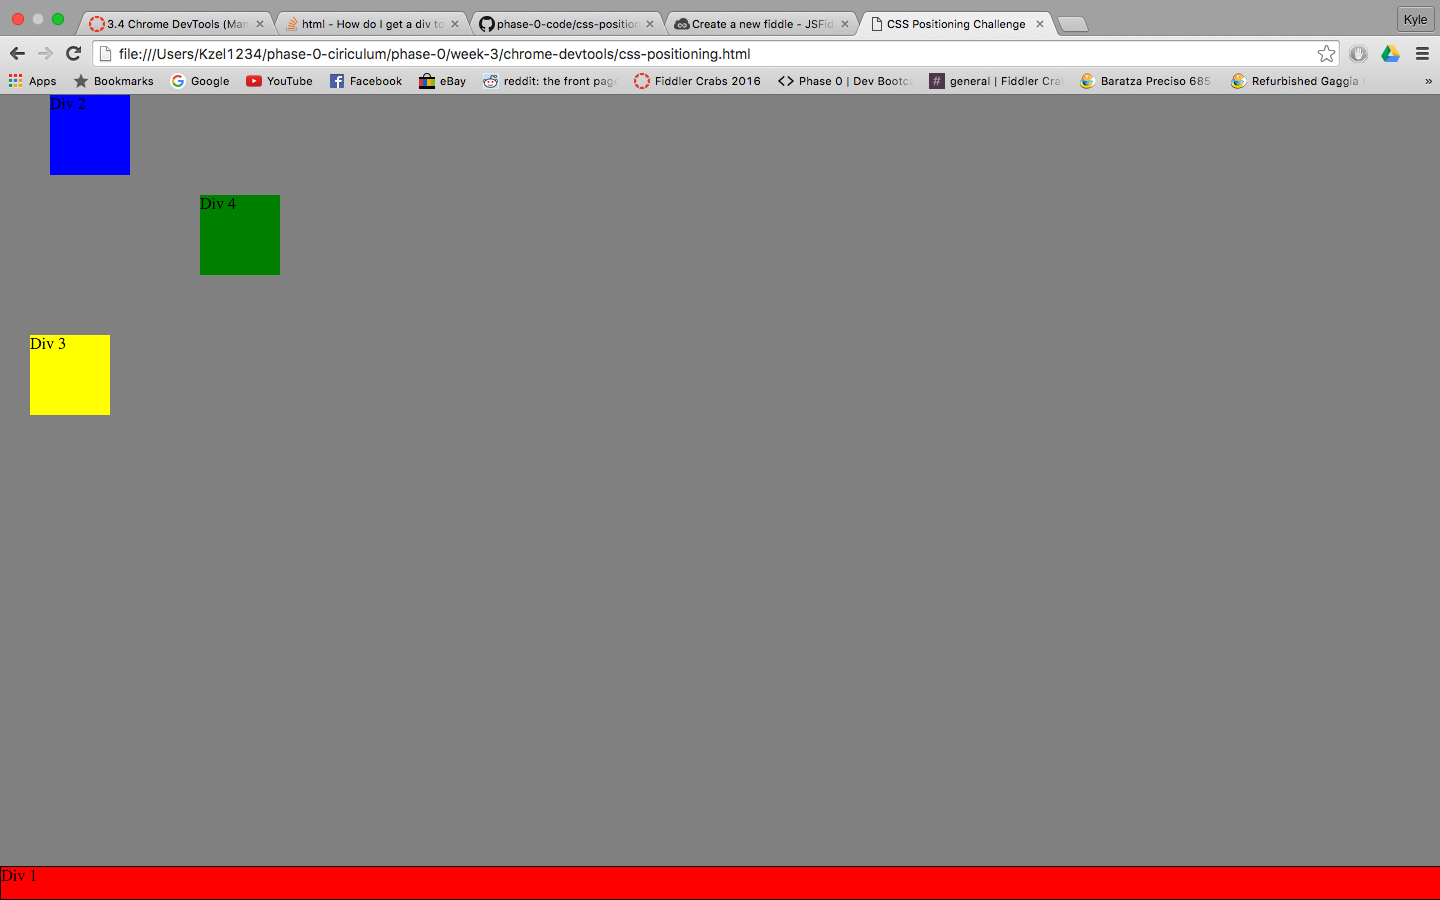 3.4 Chrome DevTools (Man
html - How do I get a div to
phase-0-code/css-position
Create a new fiddle - JSFid
CSS Positioning Challenge
Kyle
file:///Users/Kzel1234/phase-0-ciriculum/phase-0/week-3/chrome-devtools/css-positioning.html
Apps
Bookmarks
Google
YouTube
Facebook
eBay
reddit: the front page
Fiddler Crabs 2016
Phase 0 | Dev Bootca
general | Fiddler Cra
Baratza Preciso 685
Refurbished Gaggia
»
Div 2
Div 4
Div 3
Div 1